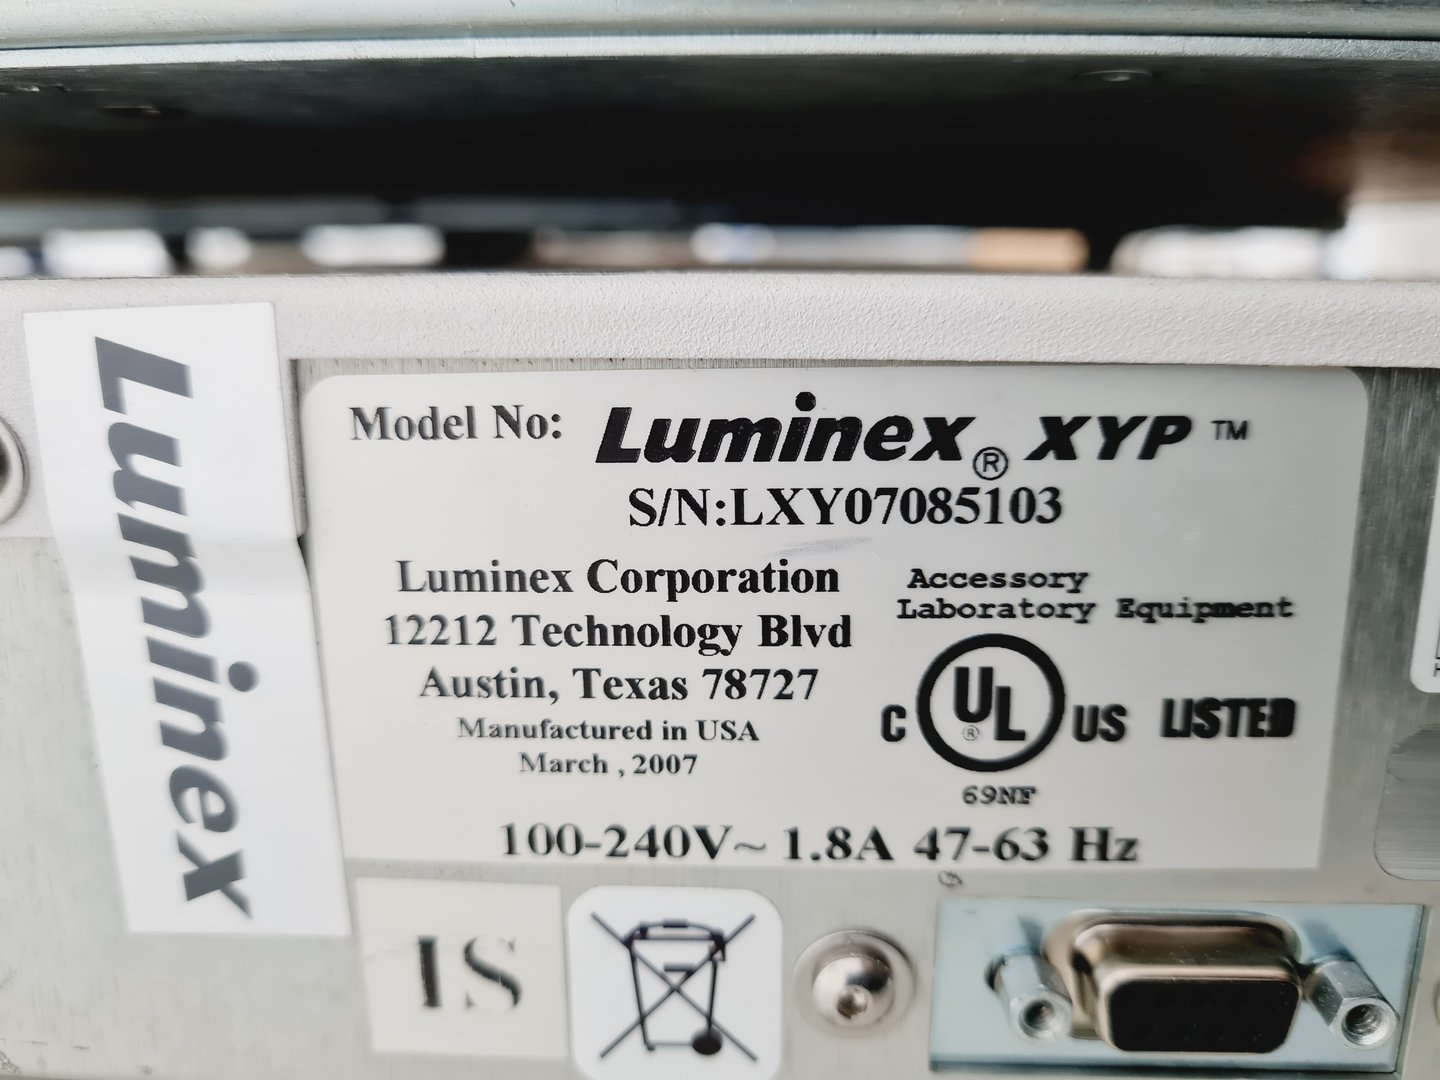 Luminex
Model No: Luminex® XYP™
S/N:LXY07085103
Luminex Corporation
12212 Technology Blvd
Austin, Texas 78727
Manufactured in USA
March , 2007
Accessory
Laboratory Equipment
C UL® US LISTED
69NF
100-240V~ 1.8A 47-63 Hz
IS